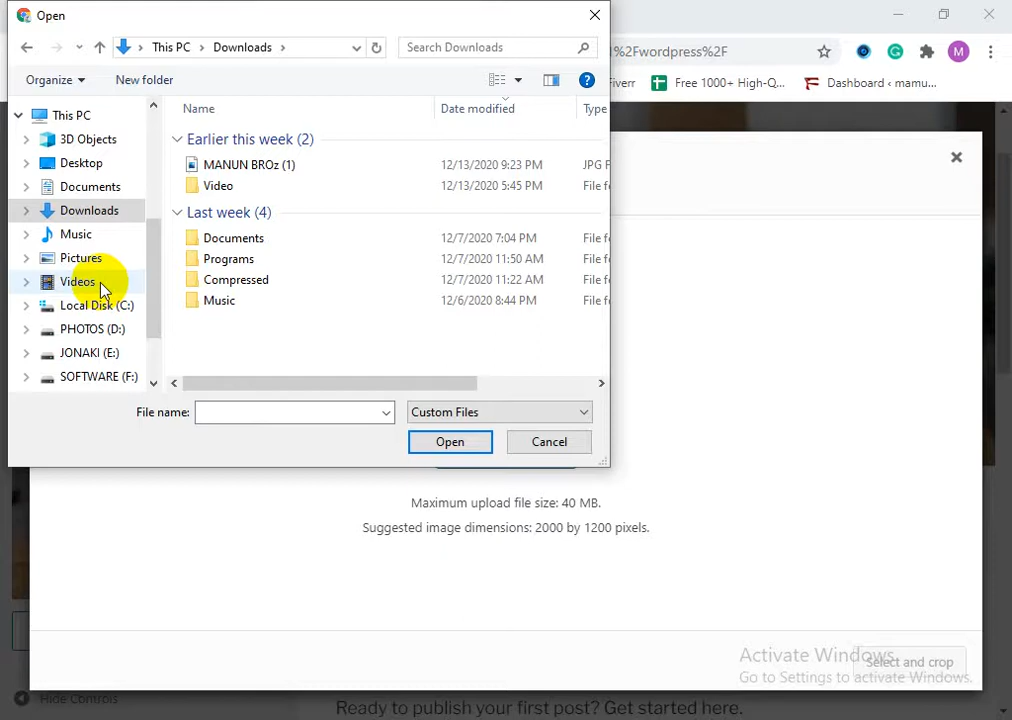 Open
1%2Fwordpress%2F
M
This PC > Downloads >
Search Downloads
Fiverr
Free 1000+ High-Q...
Dashboard ‹ mamu...
Organize
New folder
Name
Date modified
Type
This PC
3D Objects
Desktop
Documents
Downloads
Music
Pictures
Videos
Local Disk (C:)
PHOTOS (D:)
JONAKI (E:)
SOFTWARE (F:)
Earlier this week (2)
MANUN BROz (1) 12/13/2020 9:23 PM JPG F
Video 12/13/2020 5:45 PM File f
Last week (4)
Documents 12/7/2020 7:04 PM File f
Programs 12/7/2020 11:50 AM File f
Compressed 12/7/2020 11:22 AM File f
Music 12/6/2020 8:44 PM File f
File name:
Custom Files
Open
Cancel
Maximum upload file size: 40 MB.
Suggested image dimensions: 2000 by 1200 pixels.
Activate Windows
Select and crop
Go to Settings to activate Windows.
Hide Controls
Ready to publish your first post? Get started here.